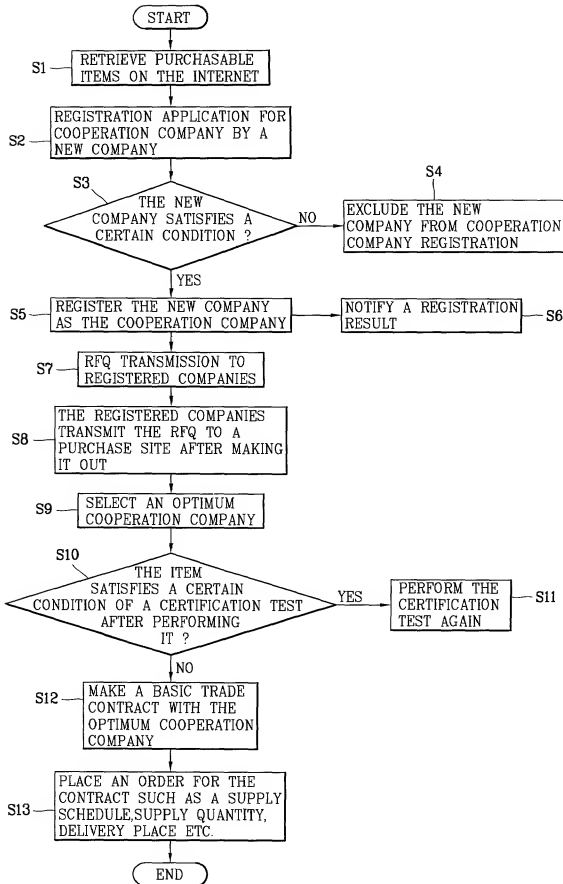 START
S1
RETRIEVE PURCHASABLE
ITEMS ON THE INTERNET
S2
REGISTRATION APPLICATION FOR
COOPERATION COMPANY BY A
NEW COMPANY
S3
THE NEW
COMPANY SATISFIES A
CERTAIN CONDITION ?
NO
S4
EXCLUDE THE NEW
COMPANY FROM COOPERATION
COMPANY REGISTRATION
YES
S5
REGISTER THE NEW COMPANY
AS THE COOPERATION COMPANY
NOTIFY A REGISTRATION
RESULT
S6
S7
RFQ TRANSMISSION TO
REGISTERED COMPANIES
S8
THE REGISTERED COMPANIES
TRANSMIT THE RFQ TO A
PURCHASE SITE AFTER MAKING
IT OUT
S9
SELECT AN OPTIMUM
COOPERATION COMPANY
S10
THE ITEM
SATISFIES A CERTAIN
CONDITION OF A CERTIFICATION TEST
AFTER PERFORMING
IT ?
YES
PERFORM THE
CERTIFICATION
TEST AGAIN
S11
NO
S12
MAKE A BASIC TRADE
CONTRACT WITH THE
OPTIMUM COOPERATION
COMPANY
S13
PLACE AN ORDER FOR THE
CONTRACT SUCH AS A SUPPLY
SCHEDULE,SUPPLY QUANTITY,
DELIVERY PLACE ETC.
END